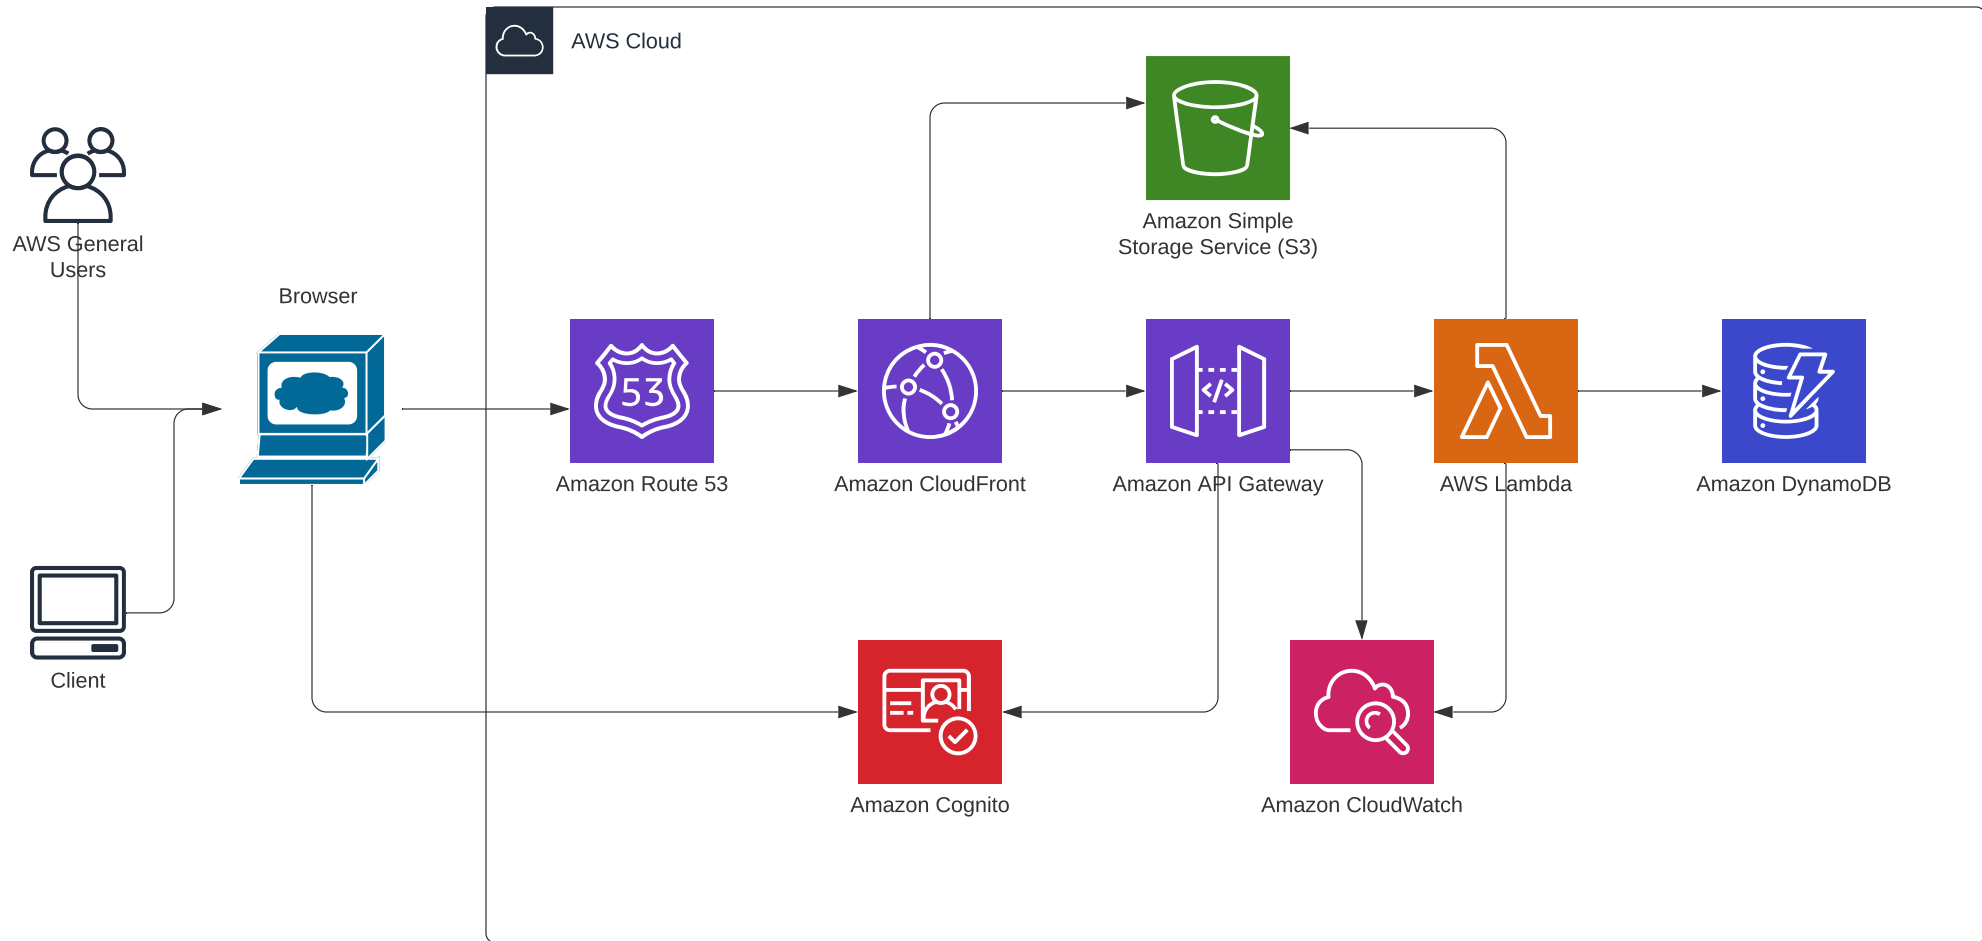 AWS Cloud
AWS General
Users
Browser
Amazon Simple
Storage Service (S3)
53
</>
Amazon Route 53
Amazon CloudFront
Amazon API Gateway
AWS Lambda
Amazon DynamoDB
Client
Amazon Cognito
Amazon CloudWatch